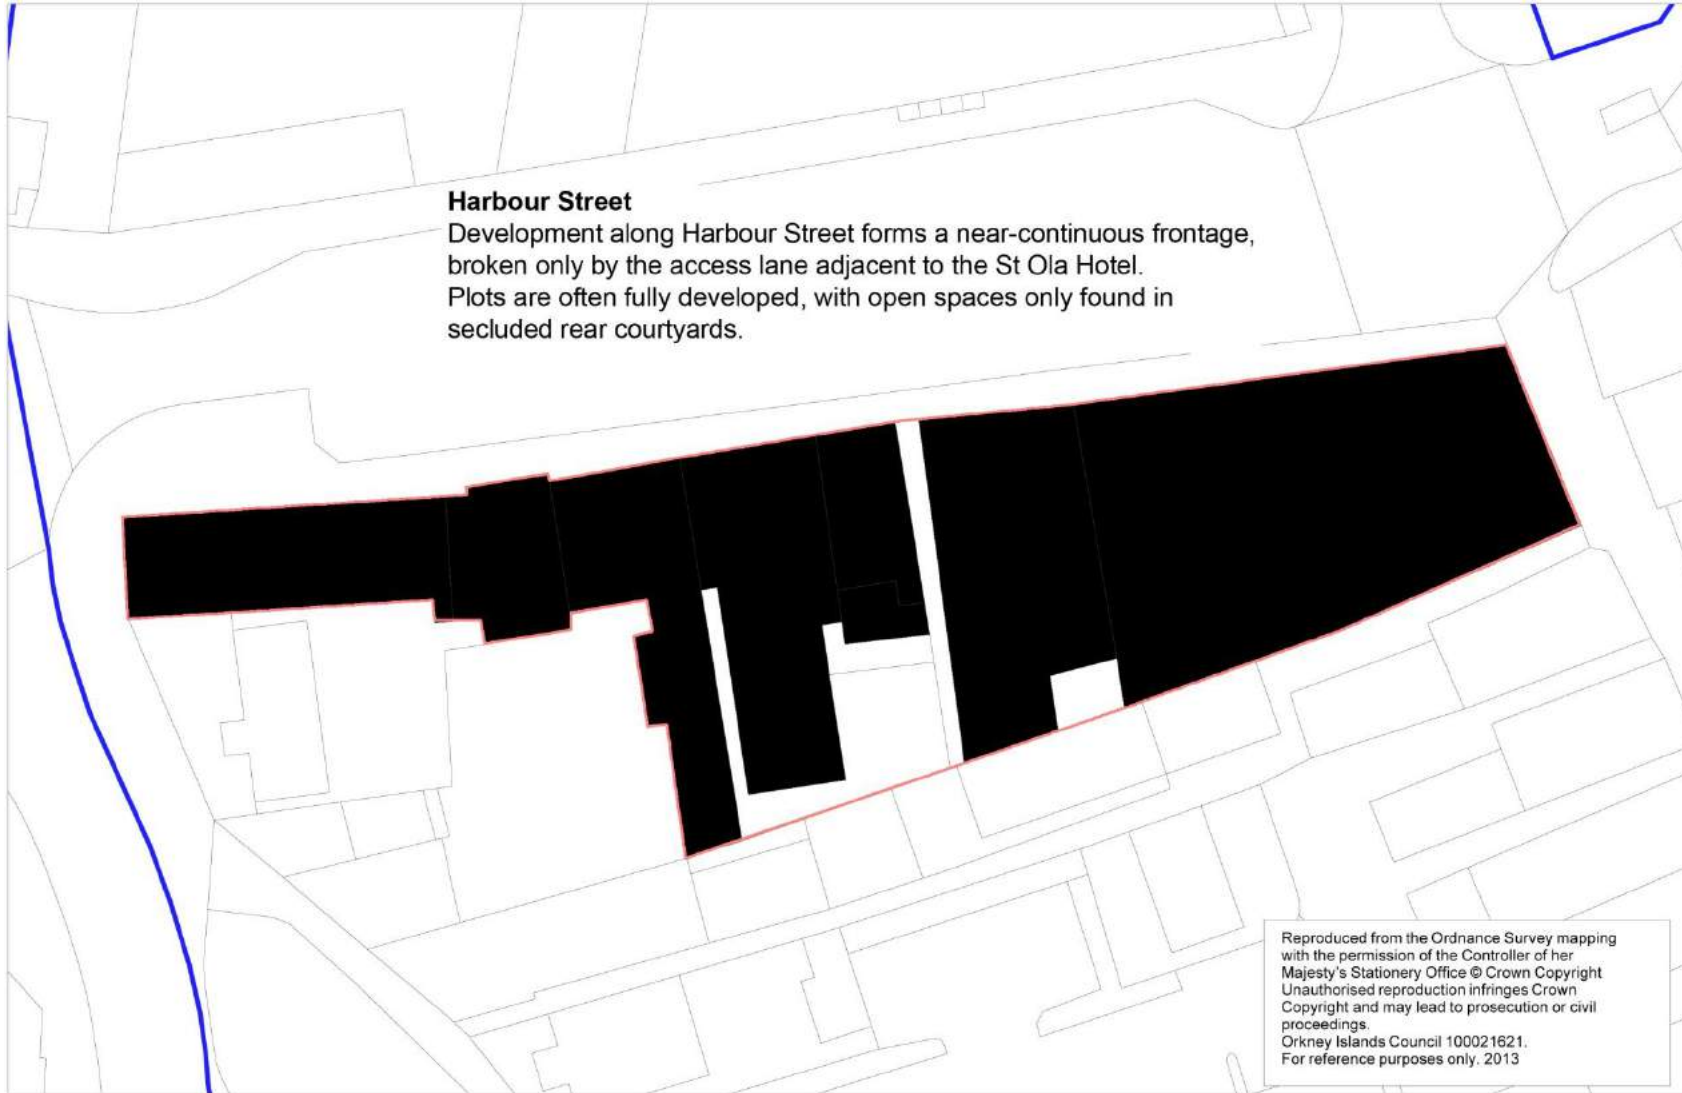 Harbour Street
Development along Harbour Street forms a near-continuous frontage,
broken only by the access lane adjacent to the St Ola Hotel.
Plots are often fully developed, with open spaces only found in
secluded rear courtyards.
Reproduced from the Ordnance Survey mapping
with the permission of the Controller of her
Majesty's Stationery Office © Crown Copyright
Unauthorised reproduction infringes Crown
Copyright and may lead to prosecution or civil
proceedings.
Orkney Islands Council 100021621.
For reference purposes only. 2013